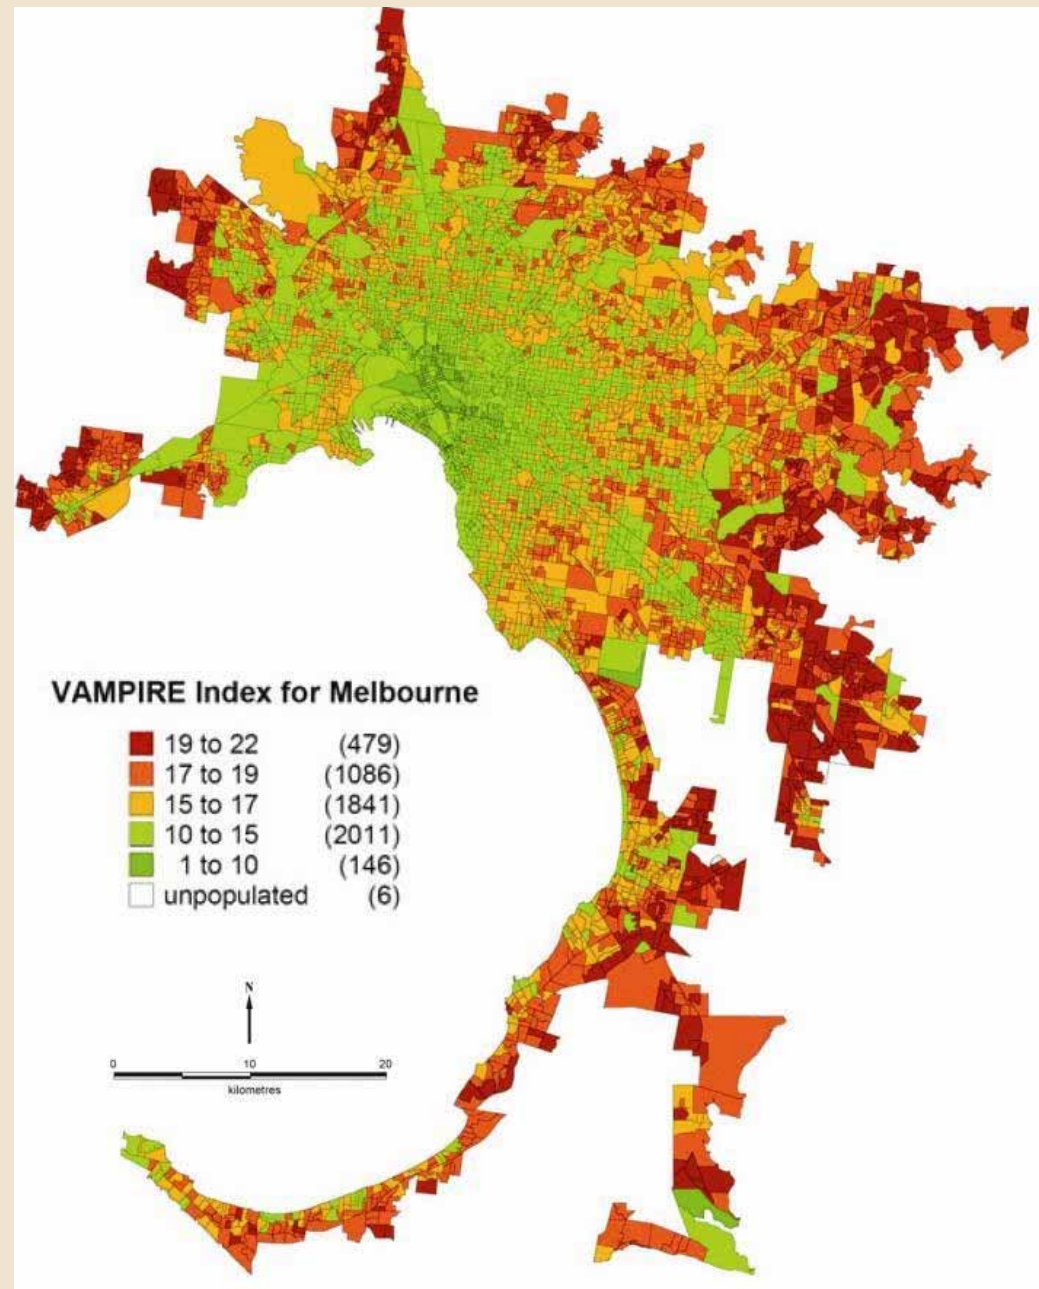 VAMPIRE Index for Melbourne
19 to 22 (479)
17 to 19 (1086)
15 to 17 (1841)
10 to 15 (2011)
1 to 10 (146)
unpopulated (6)
N
0 10 20
kilometres